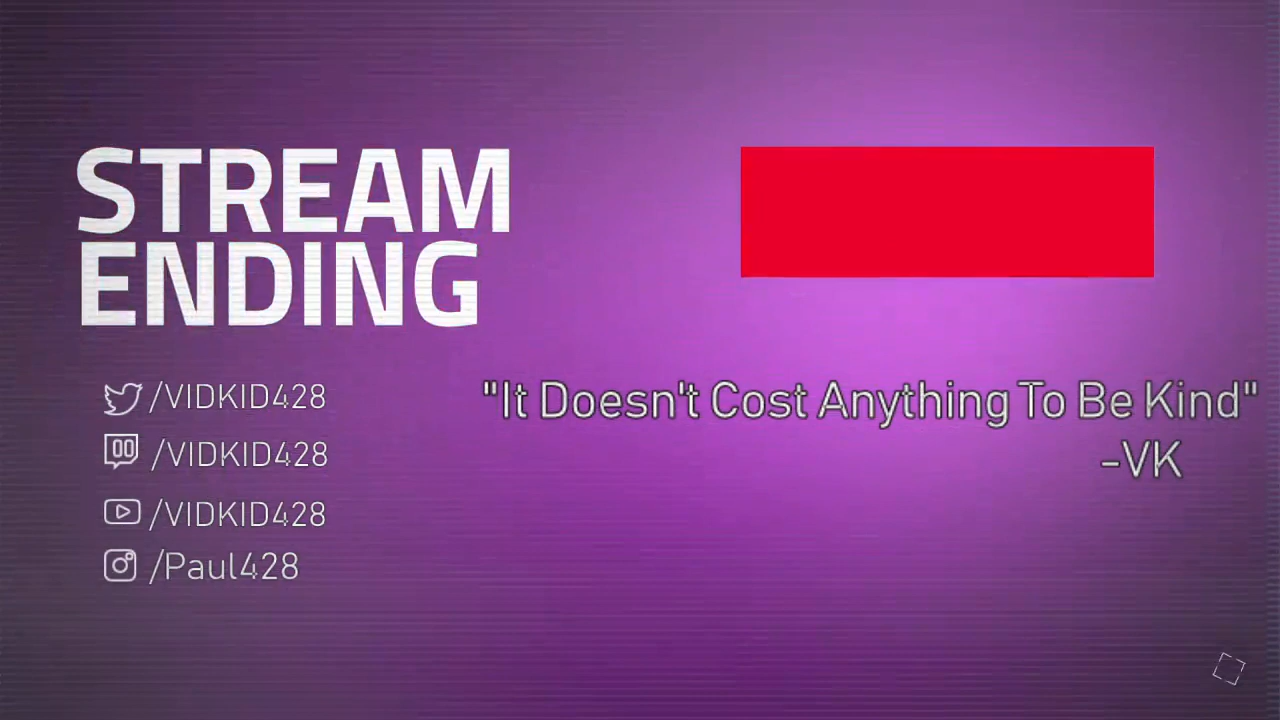 STREAM
ENDING
/VIDKID428
/VIDKID428
/VIDKID428
/Paul428
"It Doesn't Cost Anything To Be Kind"
-VK